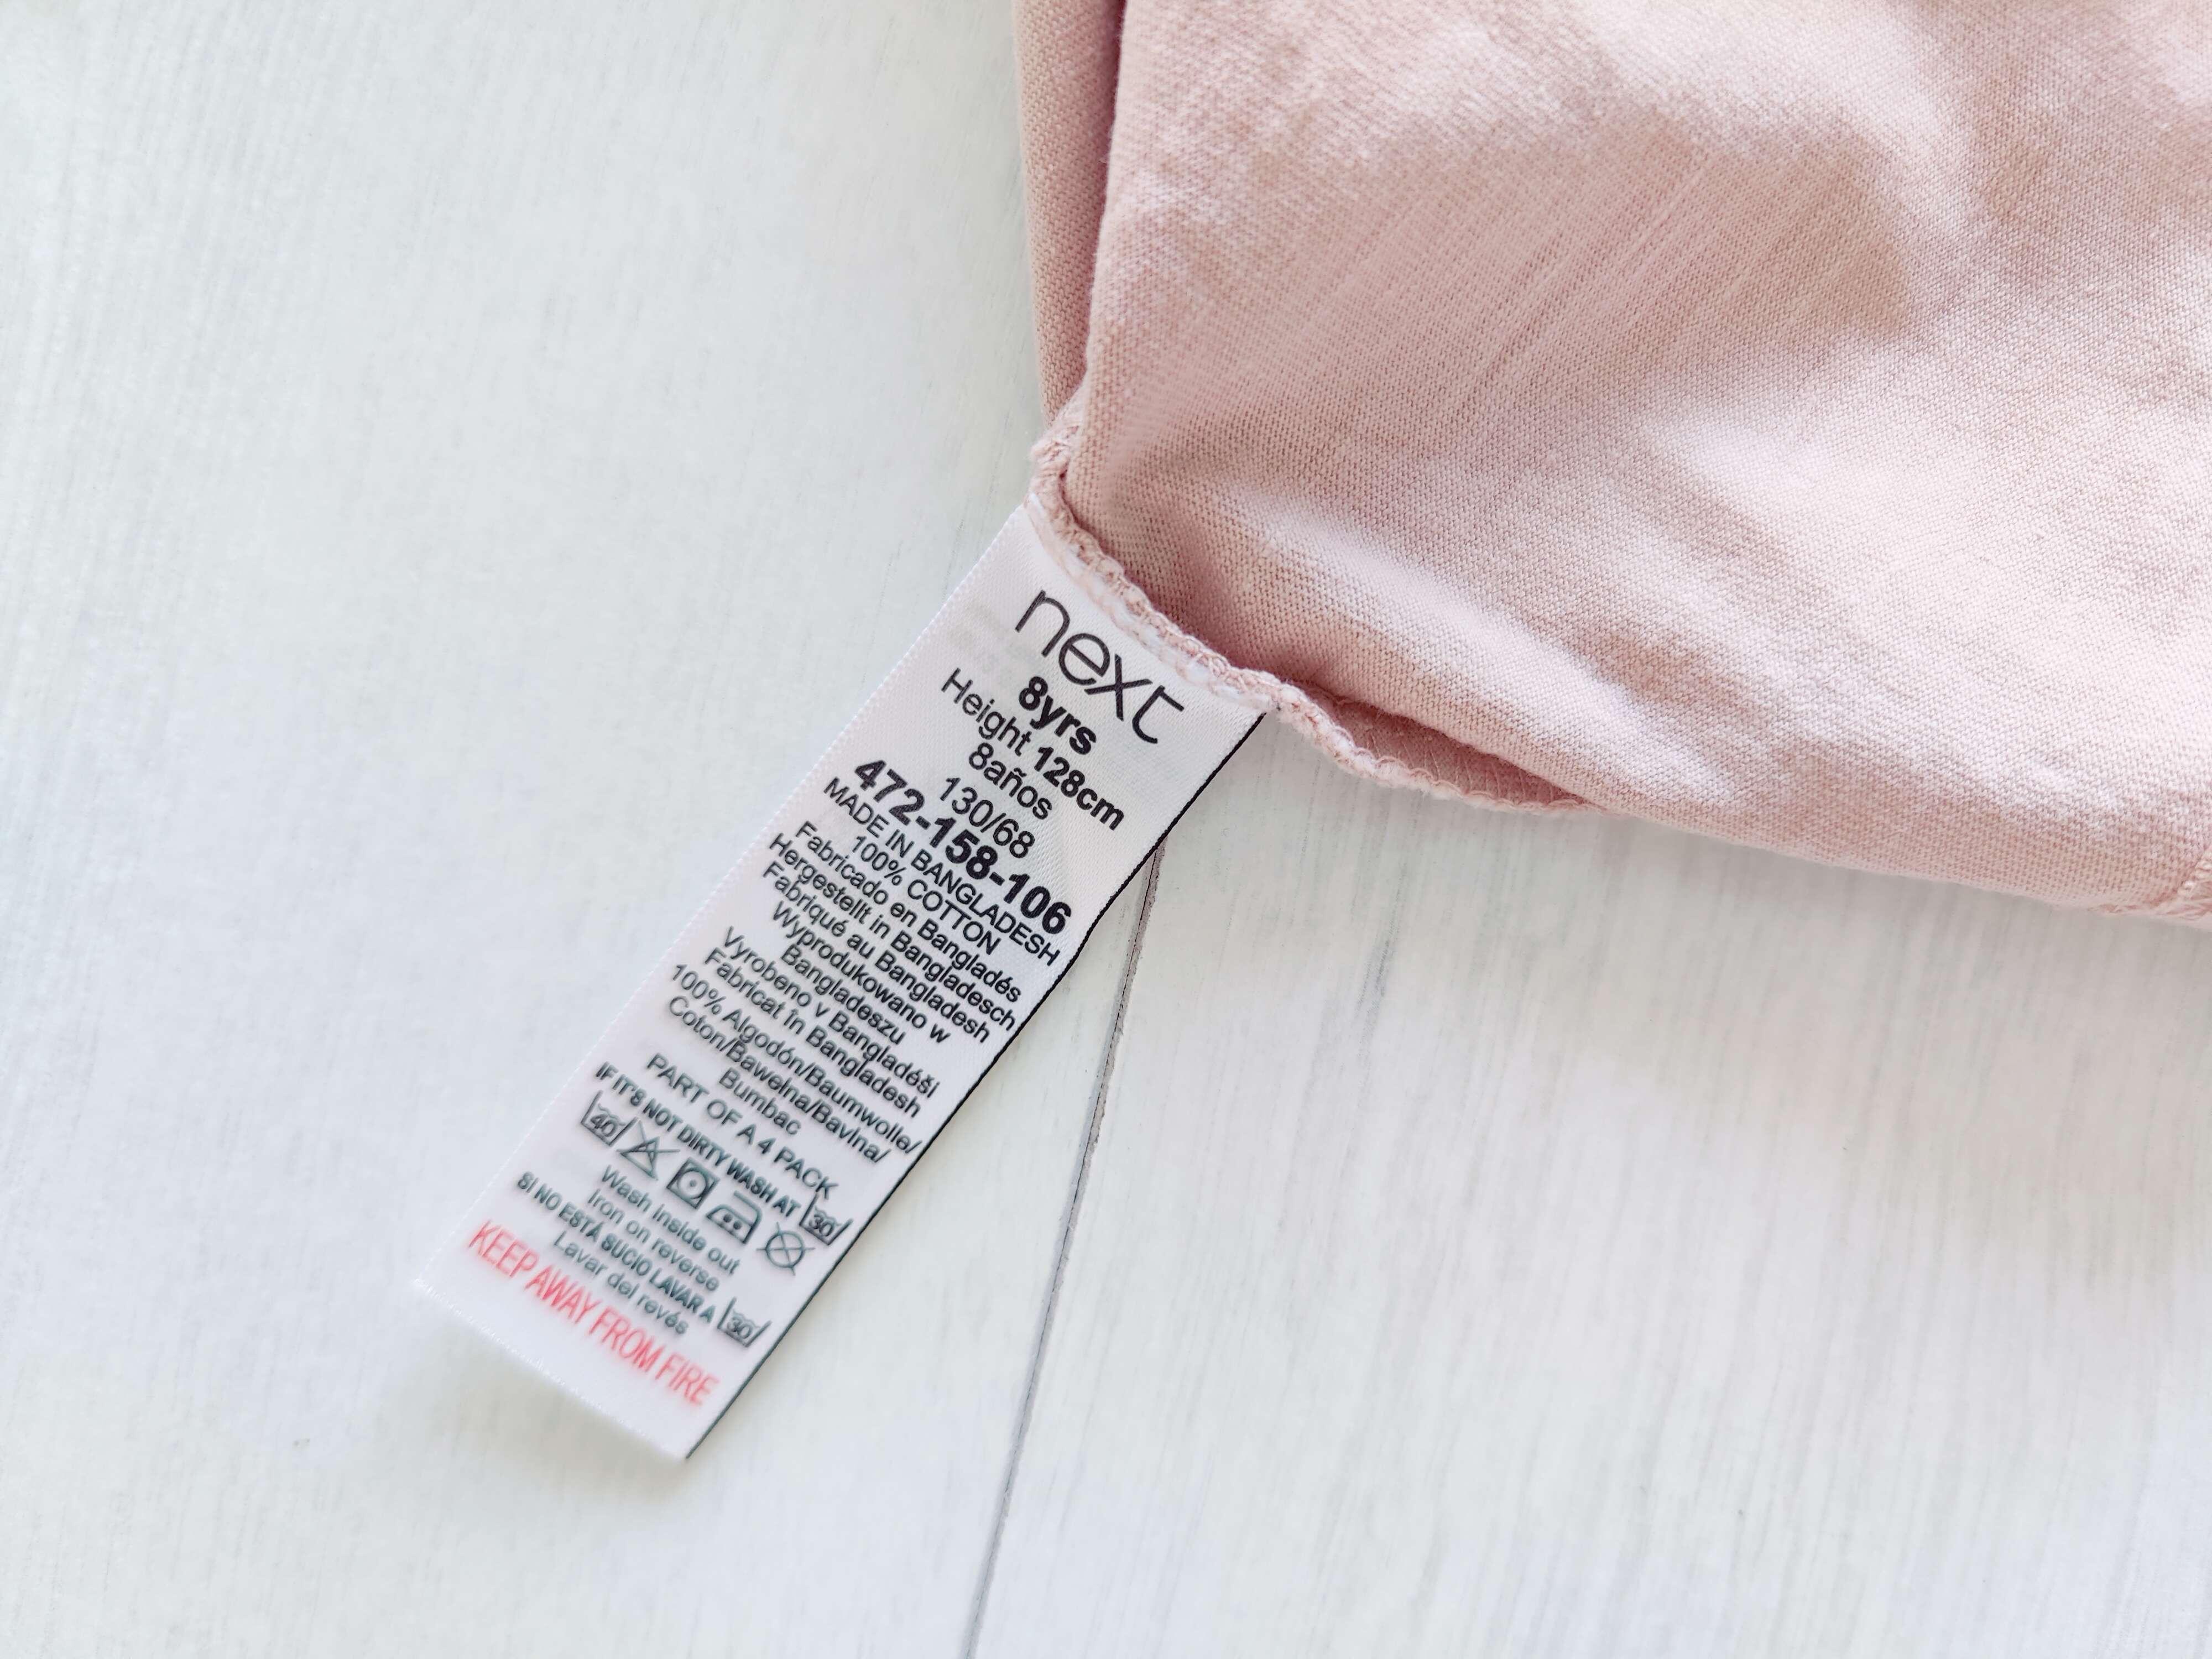 next
8yrs
Height 128cm
8años
130/68
472-158-106
MADE IN BANGLADESH
100% COTTON
Fabricado en Bangladés
Hergestellt in Bangladesch
Fabriqué au Bangladesh
Wyprodukowano w
Bangladeszu
Vyrobeno v Bangladéši
Fabricat în Bangladesh
100% Algodón/Baumwolle/
Coton/Bawełna/Bavlna/
Bumbac
PART OF A 4 PACK
IF IT'S NOT DIRTY WASH AT 30
40
Wash inside out
Iron on reverse
SI NO ESTÁ SUCIO LAVAR A 30
Lavar del revés
KEEP AWAY FROM FIRE